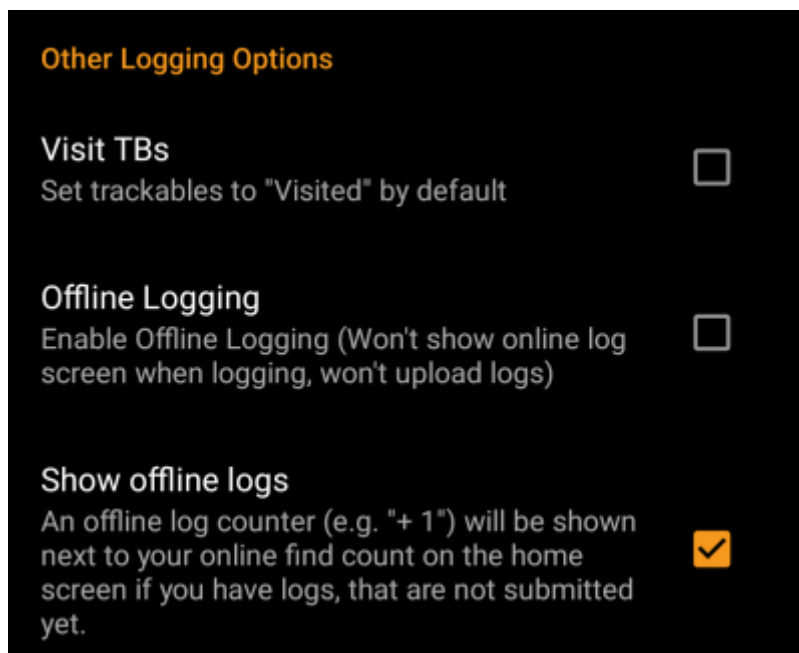 Other Logging Options
Visit TBs
Set trackables to "Visited" by default
Offline Logging
Enable Offline Logging (Won't show online log
screen when logging, won't upload logs)
Show offline logs
An offline log counter (e.g. "+ 1") will be shown
next to your online find count on the home
screen if you have logs, that are not submitted
yet.